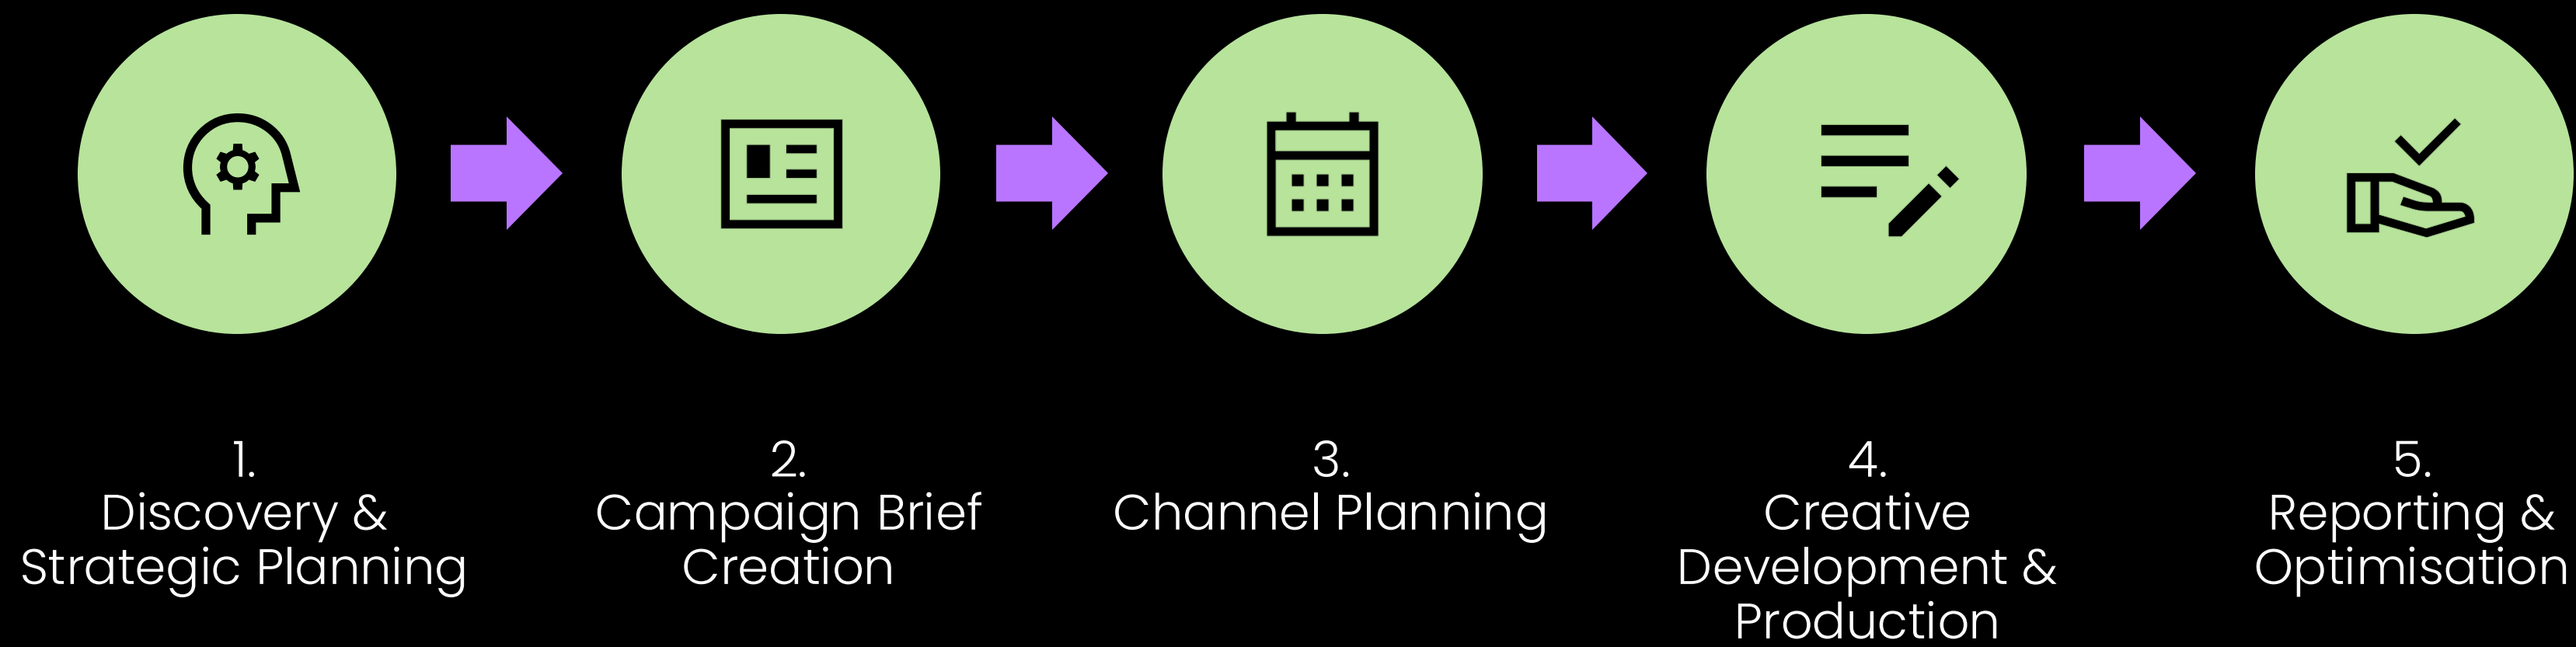 1.
Discovery &
Strategic Planning
2.
Campaign Brief
Creation
3.
Channel Planning
4.
Creative
Development &
Production
5.
Reporting &
Optimisation